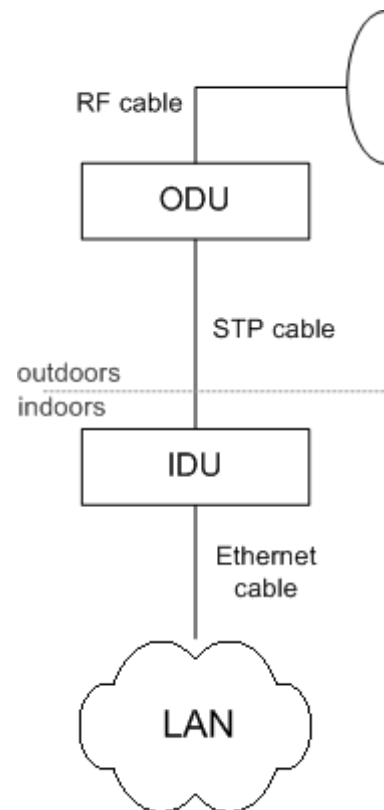 RF cable
ODU
STP cable
outdoors
indoors
IDU
Ethernet
cable
LAN